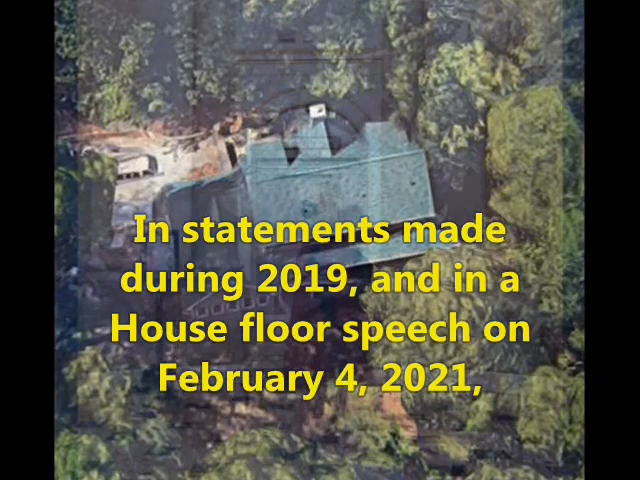 In statements made
during 2019, and in a
House floor speech on
February 4, 2021,